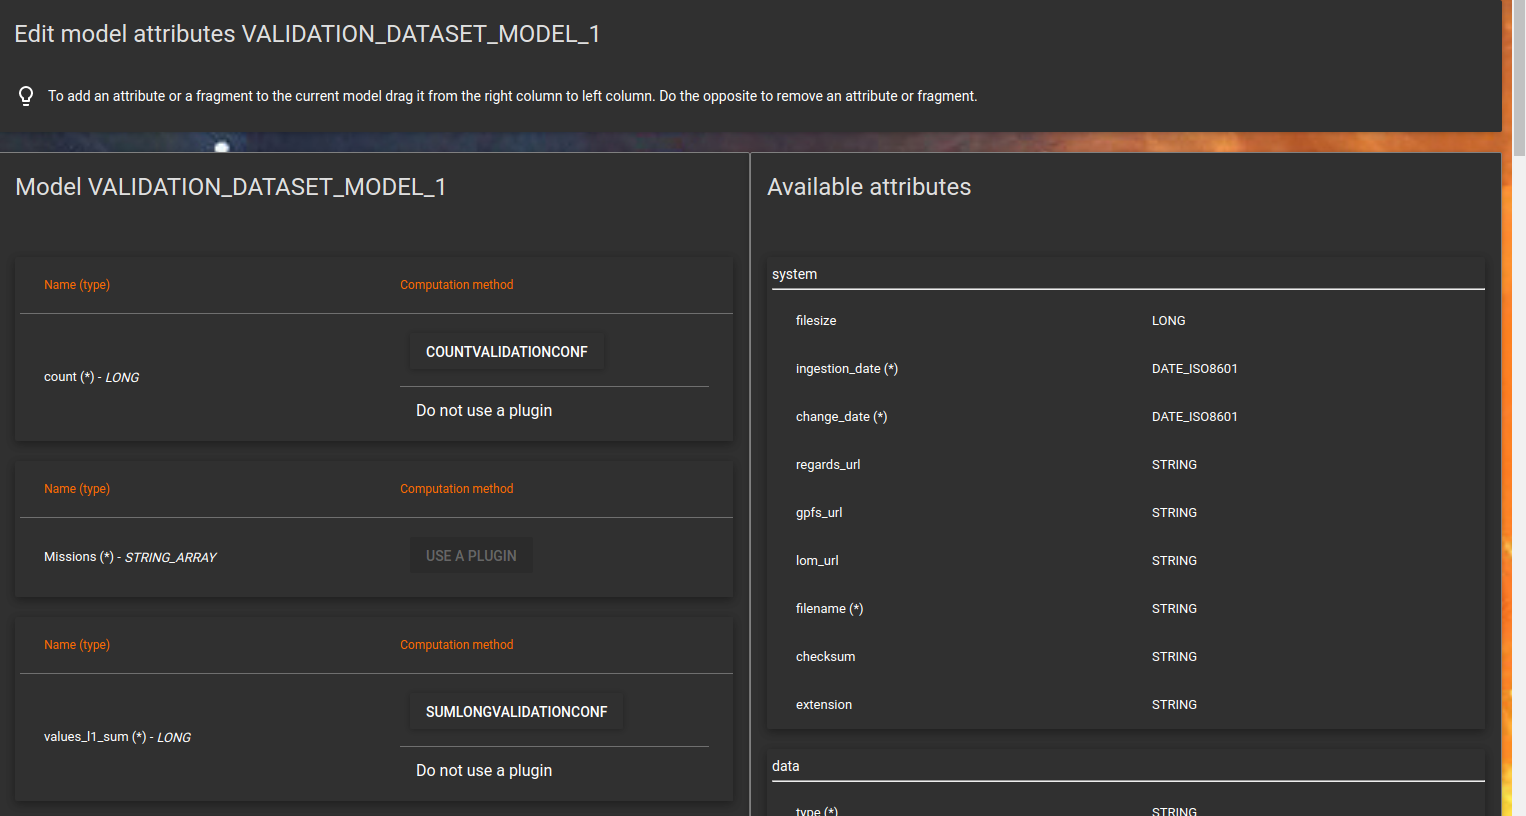 Edit model attributes VALIDATION_DATASET_MODEL_1
To add an attribute or a fragment to the current model drag it from the right column to left column. Do the opposite to remove an attribute or fragment.
Model VALIDATION_DATASET_MODEL_1
Name (type) Computation method
COUNTVALIDATIONCONF
count (*) - LONG
Do not use a plugin
Name (type) Computation method
Missions (*) - STRING_ARRAY USE A PLUGIN
Name (type) Computation method
SUMLONGVALIDATIONCONF
values_l1_sum (*) - LONG
Do not use a plugin
Available attributes
system
filesize LONG
ingestion_date (*) DATE_ISO8601
change_date (*) DATE_ISO8601
regards_url STRING
gpfs_url STRING
lom_url STRING
filename (*) STRING
checksum STRING
extension STRING
data
type (*) STRING